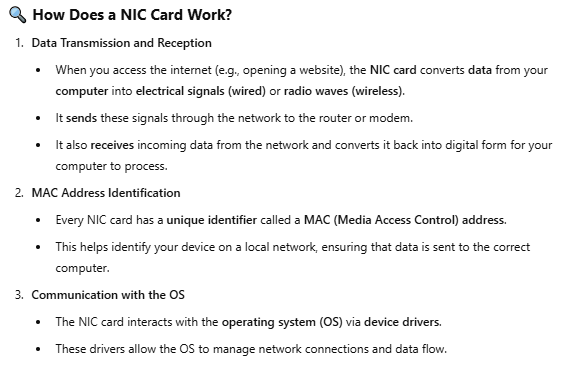 🔍 How Does a NIC Card Work?
1. Data Transmission and Reception
• When you access the internet (e.g., opening a website), the NIC card converts data from your
computer into electrical signals (wired) or radio waves (wireless).
• It sends these signals through the network to the router or modem.
• It also receives incoming data from the network and converts it back into digital form for your
computer to process.
2. MAC Address Identification
• Every NIC card has a unique identifier called a MAC (Media Access Control) address.
• This helps identify your device on a local network, ensuring that data is sent to the correct
computer.
3. Communication with the OS
• The NIC card interacts with the operating system (OS) via device drivers.
• These drivers allow the OS to manage network connections and data flow.